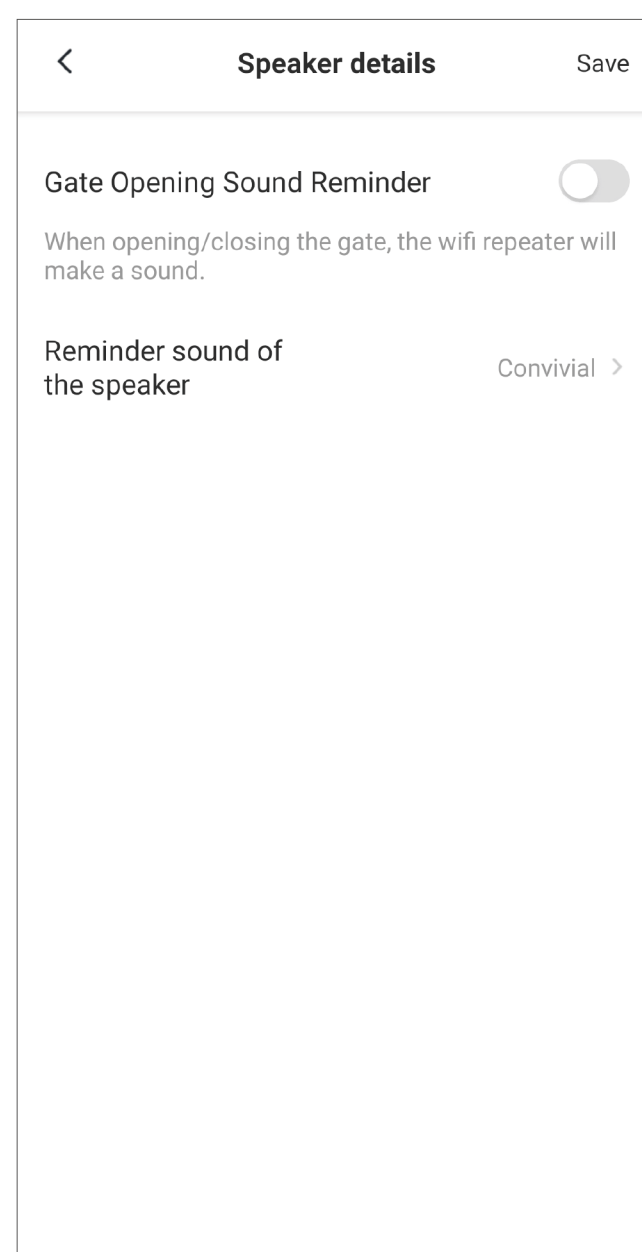 Speaker details Save
Gate Opening Sound Reminder
When opening/closing the gate, the wifi repeater will
make a sound.
Reminder sound of
the speaker
Convivial